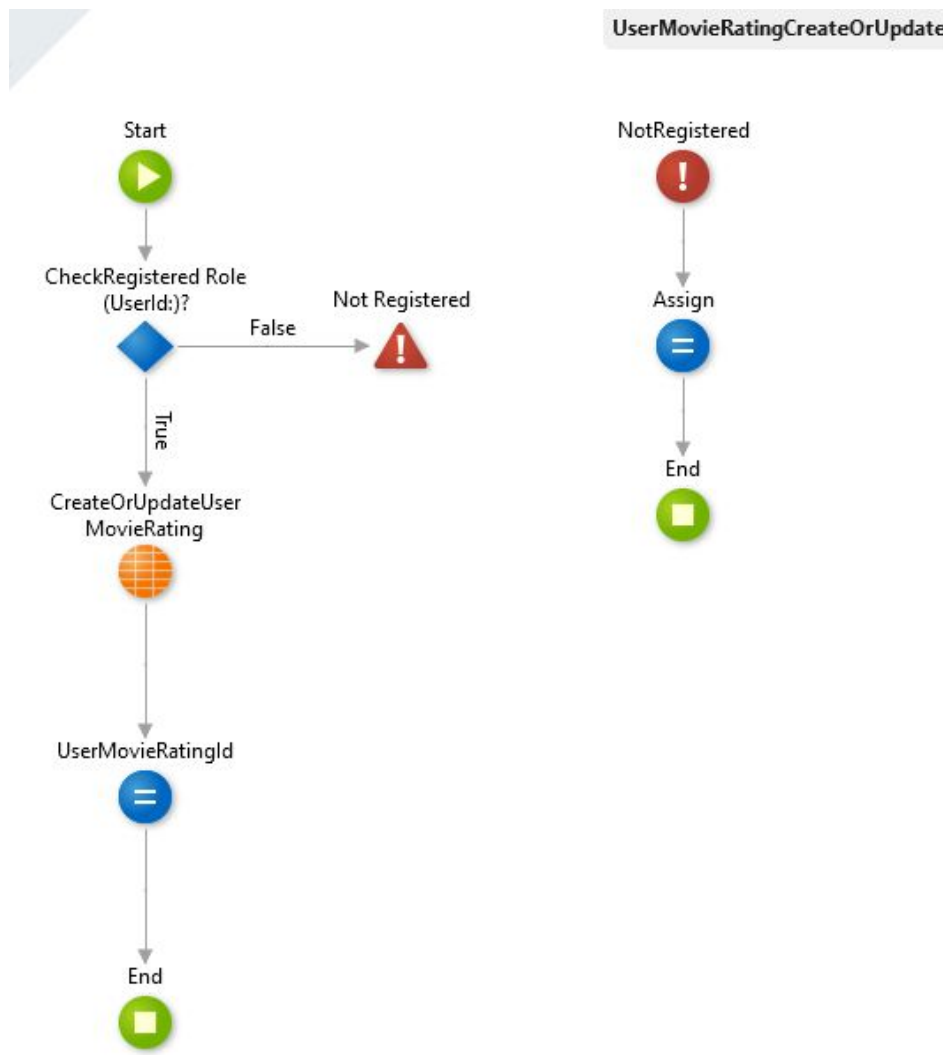 UserMovieRatingCreateOrUpdate
Start
CheckRegistered Role
(UserId:)?
False
Not Registered
True
CreateOrUpdateUser
MovieRating
UserMovieRatingId
End
NotRegistered
Assign
End